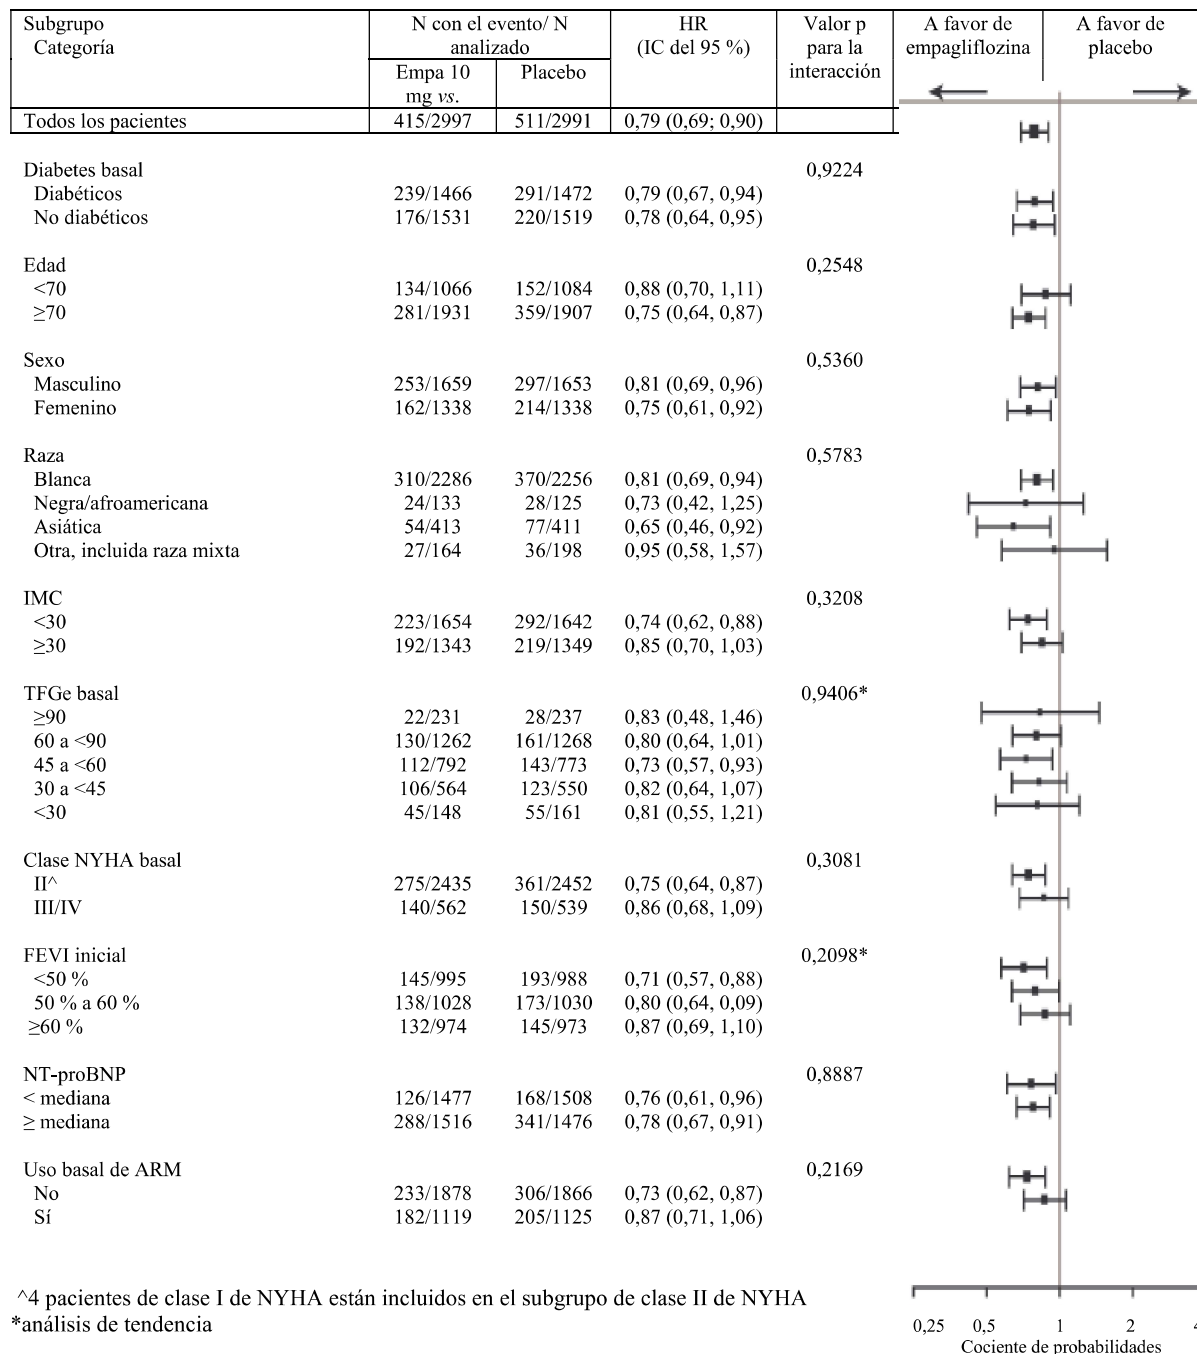 Subgrupo Categoría
N con el evento/ N analizado
HR (IC del 95 %)
Valor p para la interacción
A favor de empagliflozina
A favor de placebo
Empa 10 mg vs.
Placebo
Todos los pacientes 415/2997 511/2991 0,79 (0,69; 0,90)
Diabetes basal 0,9224
Diabéticos 239/1466 291/1472 0,79 (0,67, 0,94)
No diabéticos 176/1531 220/1519 0,78 (0,64, 0,95)
Edad 0,2548
<70 134/1066 152/1084 0,88 (0,70, 1,11)
≥70 281/1931 359/1907 0,75 (0,64, 0,87)
Sexo 0,5360
Masculino 253/1659 297/1653 0,81 (0,69, 0,96)
Femenino 162/1338 214/1338 0,75 (0,61, 0,92)
Raza 0,5783
Blanca 310/2286 370/2256 0,81 (0,69, 0,94)
Negra/afroamericana 24/133 28/125 0,73 (0,42, 1,25)
Asiática 54/413 77/411 0,65 (0,46, 0,92)
Otra, incluida raza mixta 27/164 36/198 0,95 (0,58, 1,57)
IMC 0,3208
<30 223/1654 292/1642 0,74 (0,62, 0,88)
≥30 192/1343 219/1349 0,85 (0,70, 1,03)
TFGe basal 0,9406*
≥90 22/231 28/237 0,83 (0,48, 1,46)
60 a <90 130/1262 161/1268 0,80 (0,64, 1,01)
45 a <60 112/792 143/773 0,73 (0,57, 0,93)
30 a <45 106/564 123/550 0,82 (0,64, 1,07)
<30 45/148 55/161 0,81 (0,55, 1,21)
Clase NYHA basal 0,3081
II^ 275/2435 361/2452 0,75 (0,64, 0,87)
III/IV 140/562 150/539 0,86 (0,68, 1,09)
FEVI inicial 0,2098*
<50 % 145/995 193/988 0,71 (0,57, 0,88)
50 % a 60 % 138/1028 173/1030 0,80 (0,64, 0,09)
≥60 % 132/974 145/973 0,87 (0,69, 1,10)
NT-proBNP 0,8887
< mediana 126/1477 168/1508 0,76 (0,61, 0,96)
≥ mediana 288/1516 341/1476 0,78 (0,67, 0,91)
Uso basal de ARM 0,2169
No 233/1878 306/1866 0,73 (0,62, 0,87)
Sí 182/1119 205/1125 0,87 (0,71, 1,06)
^4 pacientes de clase I de NYHA están incluidos en el subgrupo de clase II de NYHA
*análisis de tendencia
0,25 0,5 1 2 4
Cociente de probabilidades